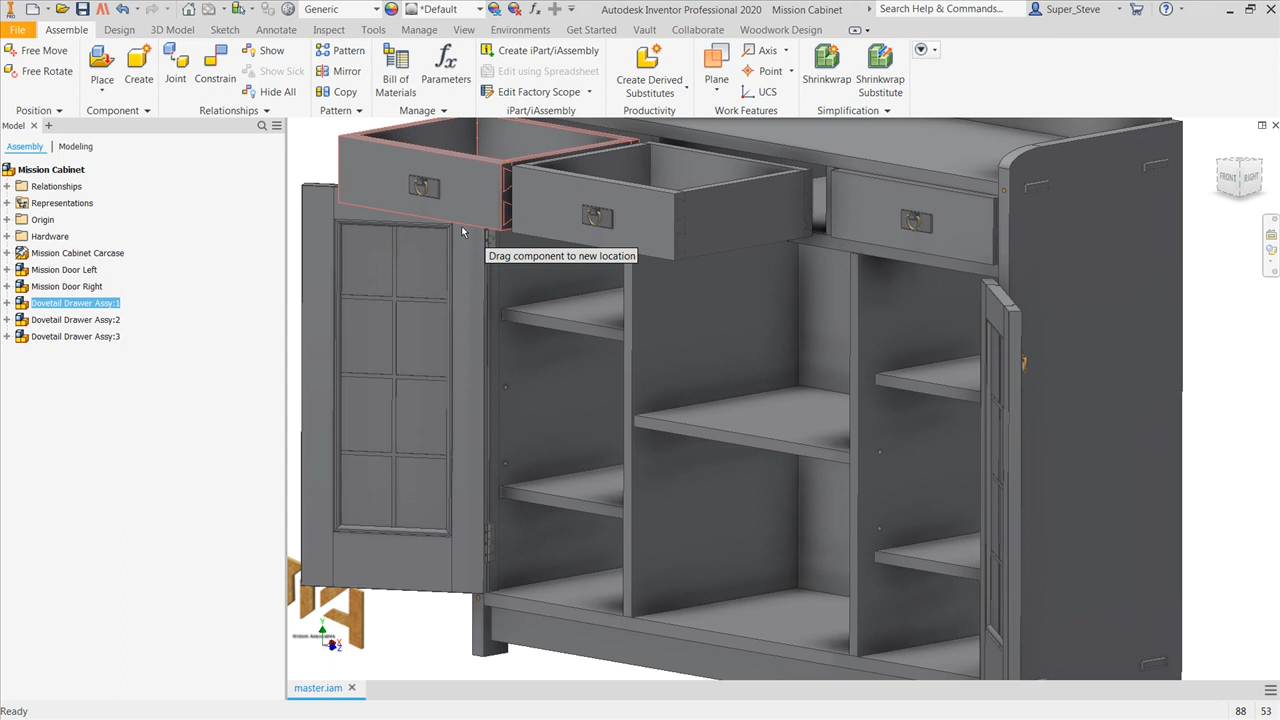 PRO
Generic
*Default
Autodesk Inventor Professional 2020 Mission Cabinet
Search Help & Commands...
Super_Steve
File Assemble Design 3D Model Sketch Annotate Inspect Tools Manage View Environments Get Started Vault Collaborate Woodwork Design
Free Move
Free Rotate
Position
Place
Create
Component
Joint
Constrain
Show
Show Sick
Hide All
Relationships
Pattern
Mirror
Copy
Pattern
Bill of
Materials
fx
Parameters
Manage
Create iPart/iAssembly
Edit using Spreadsheet
Edit Factory Scope
iPart/iAssembly
Create Derived
Substitutes
Productivity
Plane
Axis
Point
UCS
Work Features
Shrinkwrap
Shrinkwrap
Substitute
Simplification
Model
Assembly Modeling
Mission Cabinet
Relationships
Representations
Origin
Hardware
Mission Cabinet Carcase
Mission Door Left
Mission Door Right
Dovetail Drawer Assy:1
Dovetail Drawer Assy:2
Dovetail Drawer Assy:3
FRONT RIGHT
Drag component to new location
Y
X
Z
master.iam
Ready
88 53